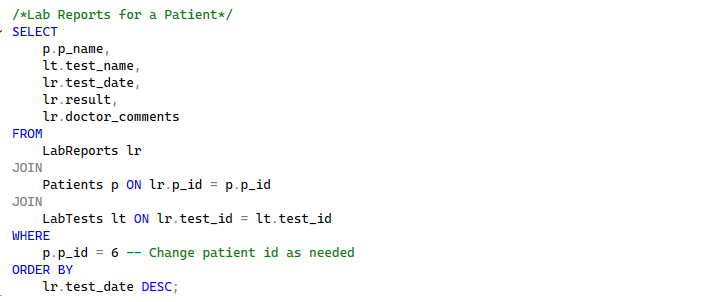 /*Lab Reports for a Patient*/
SELECT
    p.p_name,
    lt.test_name,
    lr.test_date,
    lr.result,
    lr.doctor_comments
FROM
    LabReports lr
JOIN
    Patients p ON lr.p_id = p.p_id
JOIN
    LabTests lt ON lr.test_id = lt.test_id
WHERE
    p.p_id = 6 -- Change patient id as needed
ORDER BY
    lr.test_date DESC;